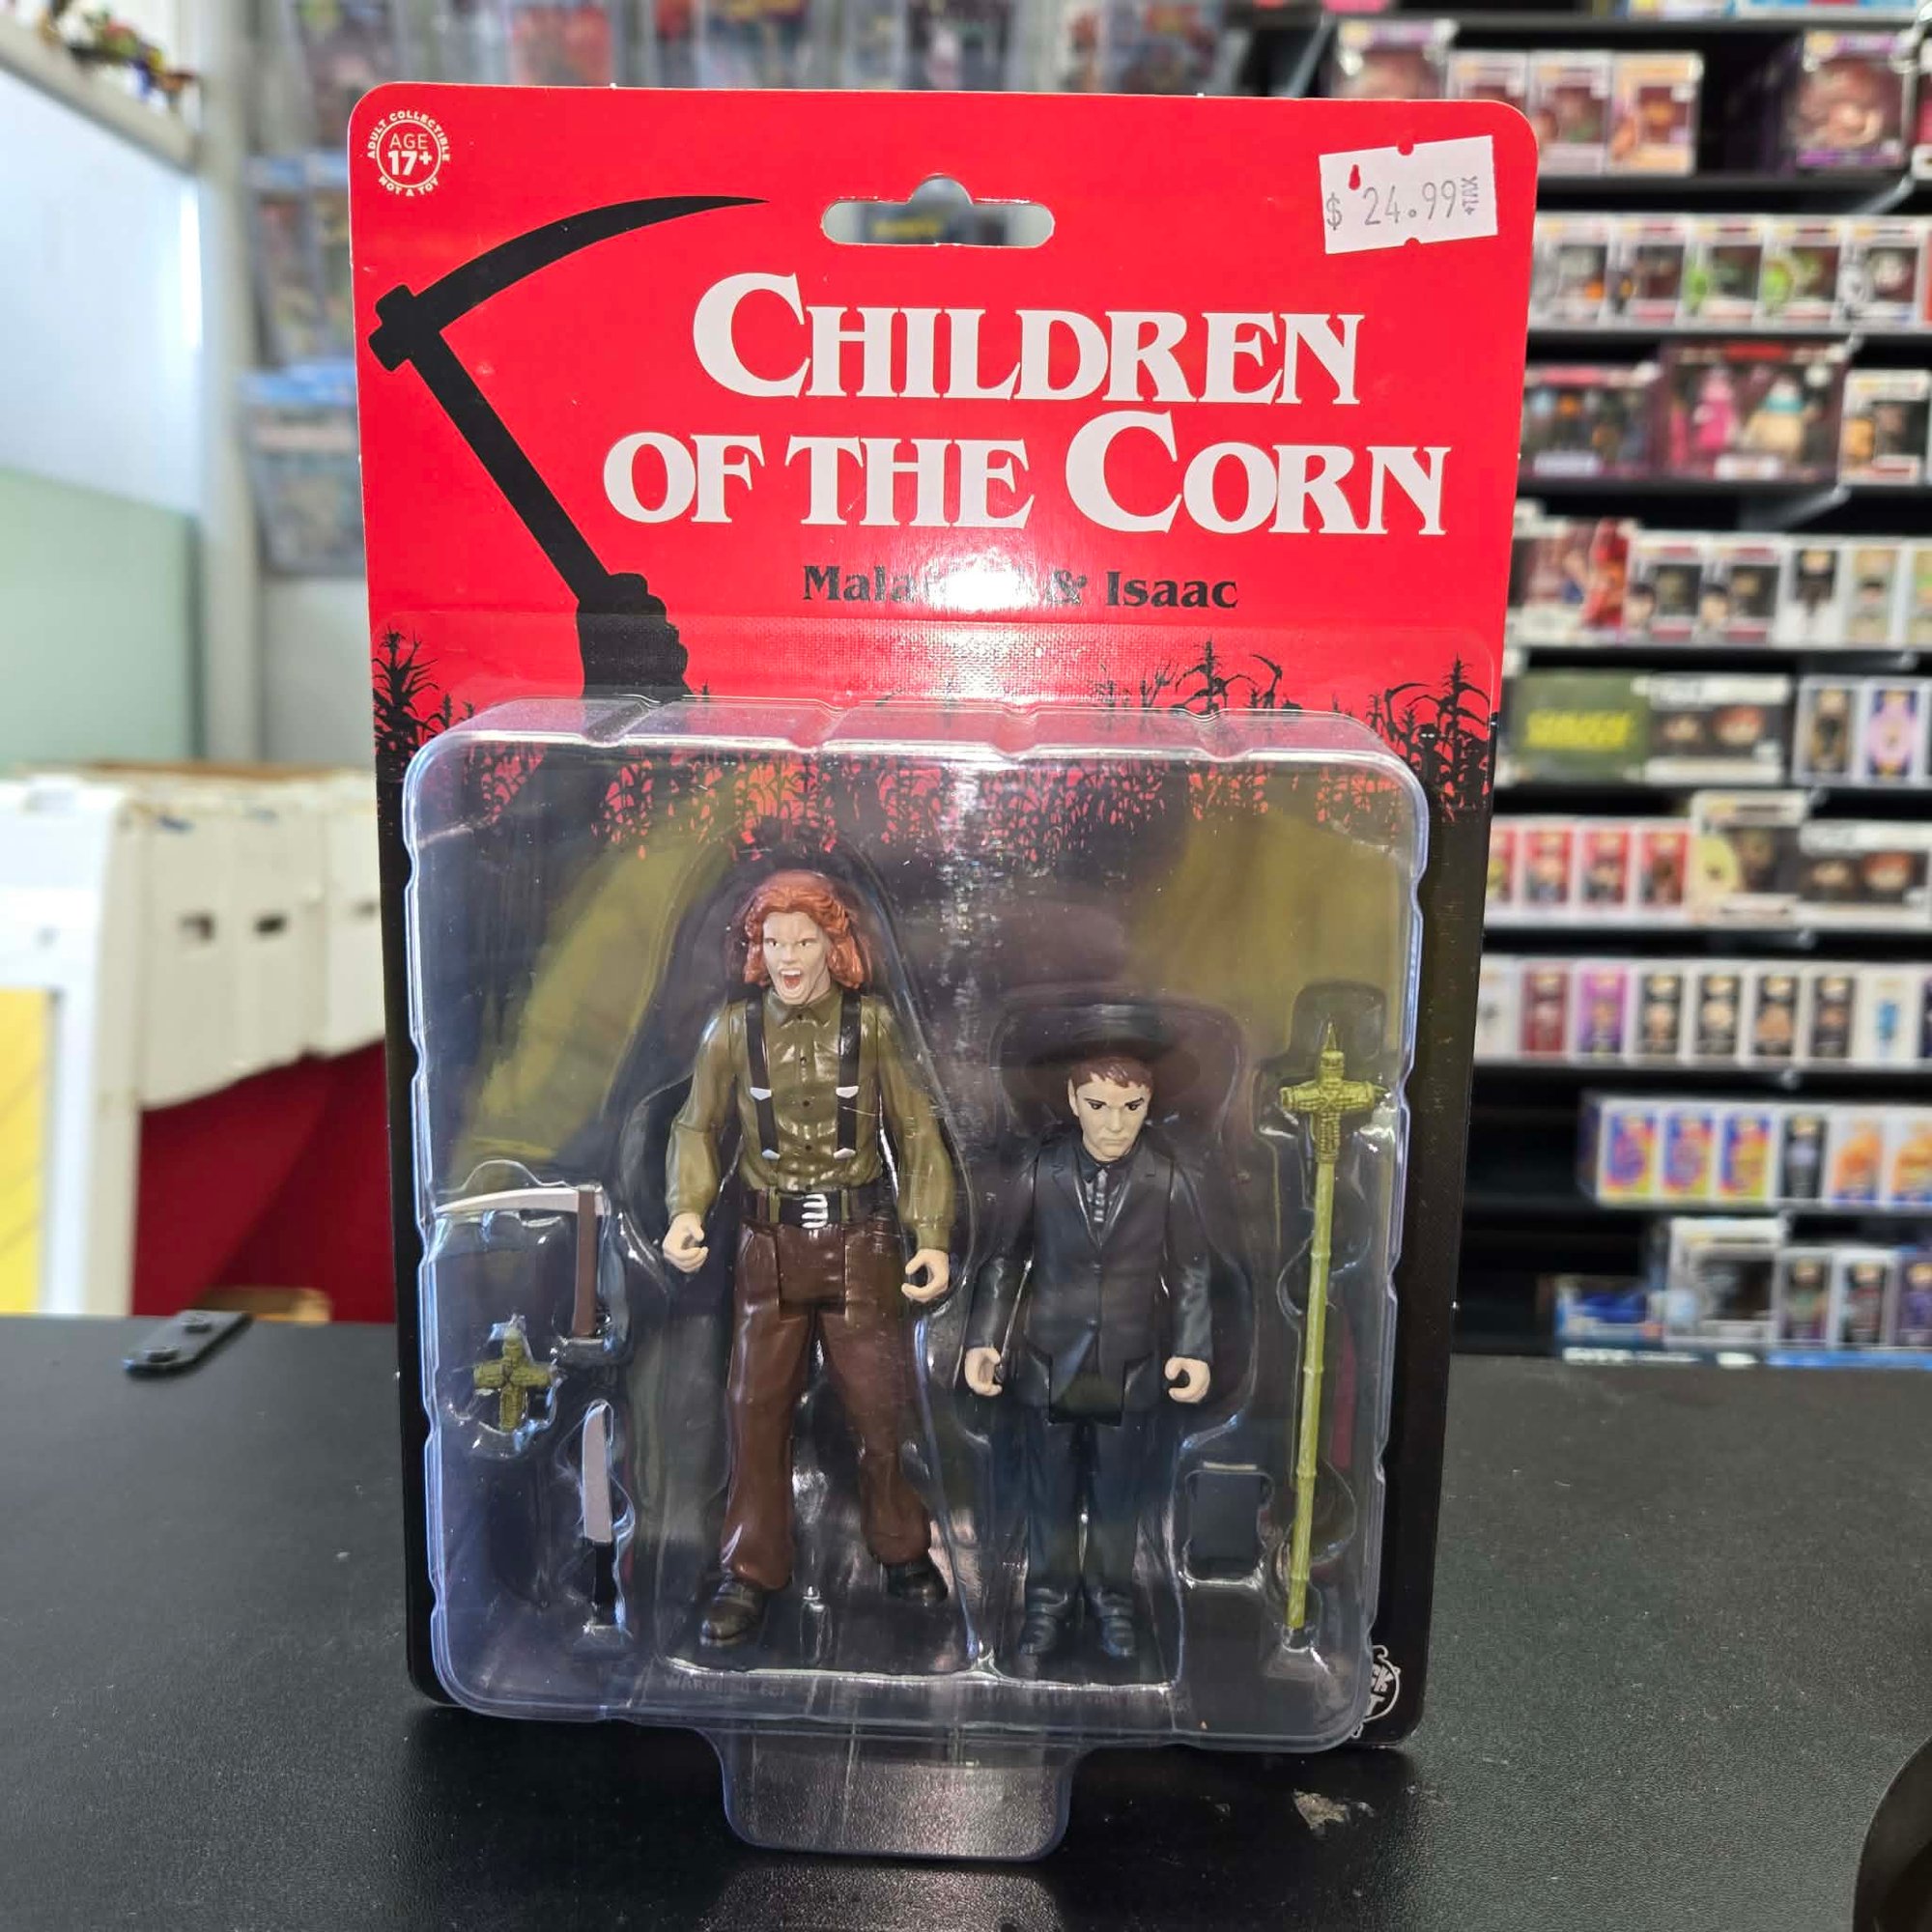 ADULT COLLECTIBLE
AGE
17+
NOT A TOY
$ 24.99 +TAX
CHILDREN
OF THE CORN
& Isaac